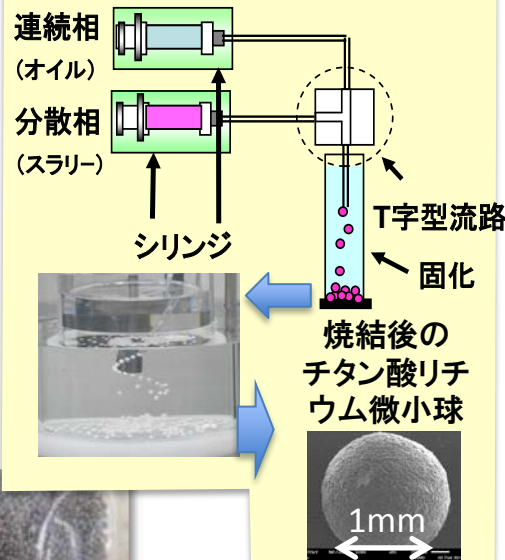 連続相
(オイル)
分散相
(スラリー)
シリンジ
T字型流路
固化
焼結後の
チタン酸リチ
ウム微小球
1mm